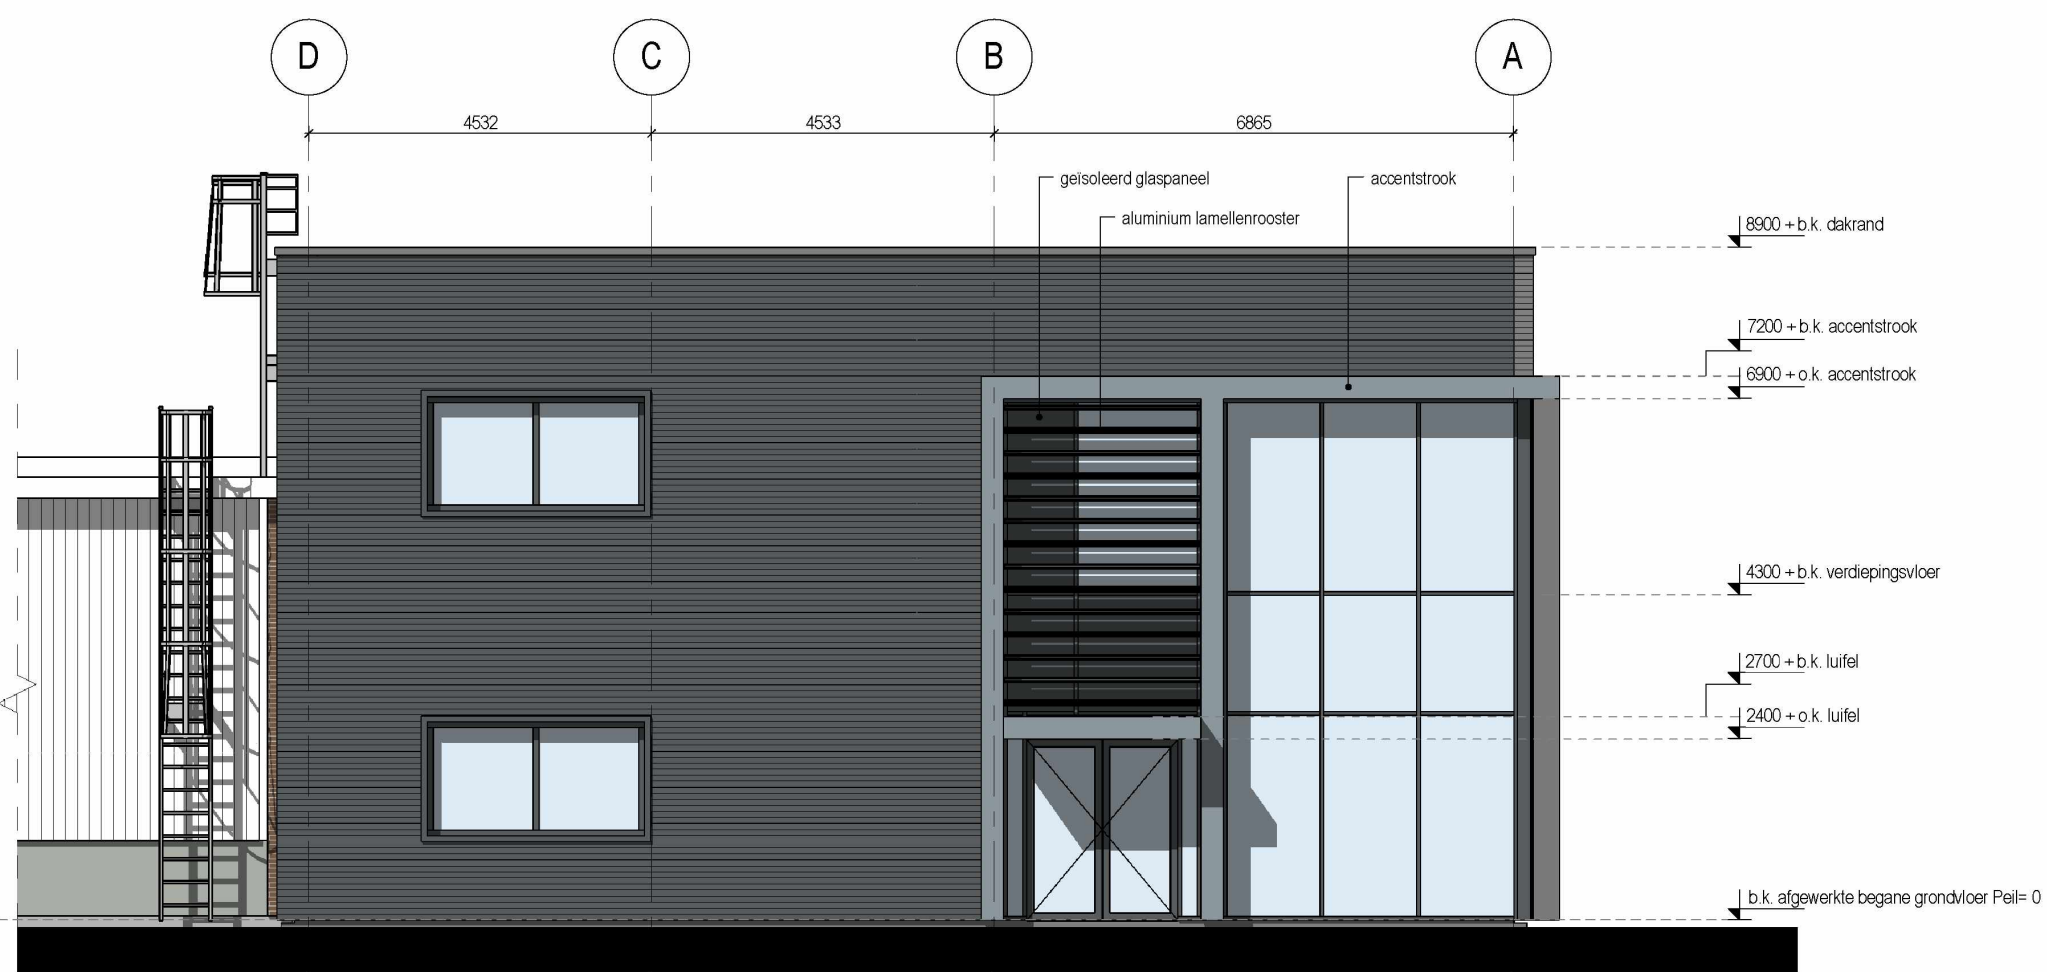 D
C
B
A
4532
4533
6865
geïsoleerd glaspaneel
accentstrook
aluminium lamellenrooster
8900 + b.k. dakrand
7200 + b.k. accentstrook
6900 + o.k. accentstrook
4300 + b.k. verdiepingsvloer
2700 + b.k. luifel
2400 + o.k. luifel
b.k. afgewerkte begane grondvloer Peil= 0